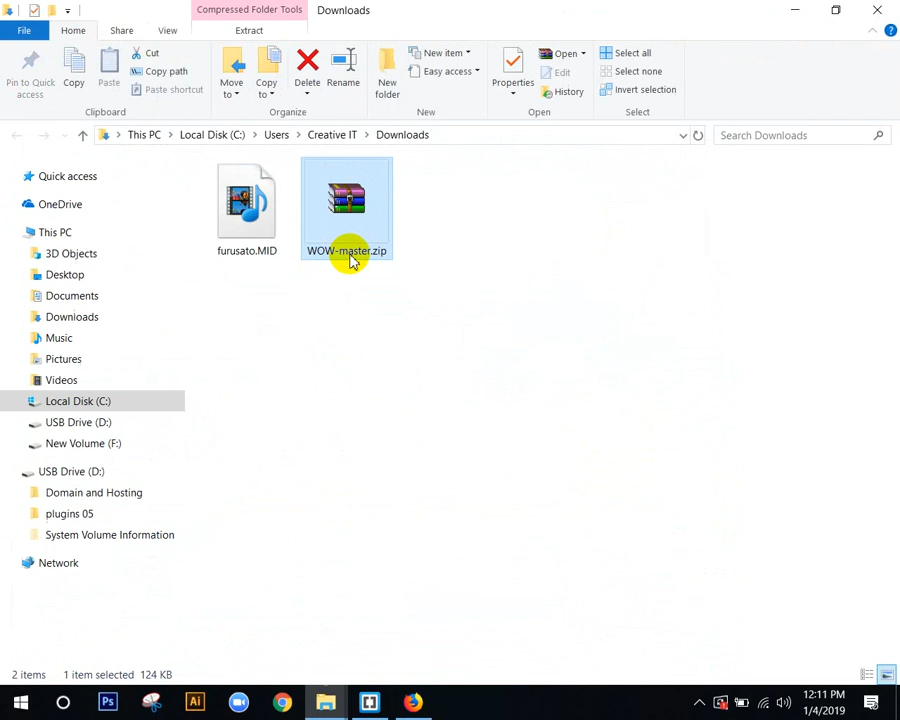 Compressed Folder Tools
Downloads
File
Home
Share
View
Extract
Pin to Quick access
Copy
Paste
Cut
Copy path
Paste shortcut
Move to
Copy to
Delete
Rename
New folder
New item
Easy access
Properties
Open
Edit
History
Select all
Select none
Invert selection
Clipboard
Organize
New
Open
Select
This PC
Local Disk (C:)
Users
Creative IT
Downloads
Search Downloads
Quick access
OneDrive
This PC
3D Objects
Desktop
Documents
Downloads
Music
Pictures
Videos
Local Disk (C:)
USB Drive (D:)
New Volume (F:)
USB Drive (D:)
Domain and Hosting
plugins 05
System Volume Information
Network
furusato.MID
WOW-master.zip
2 items
1 item selected 124 KB
Ps
Ai
12:11 PM
1/4/2019